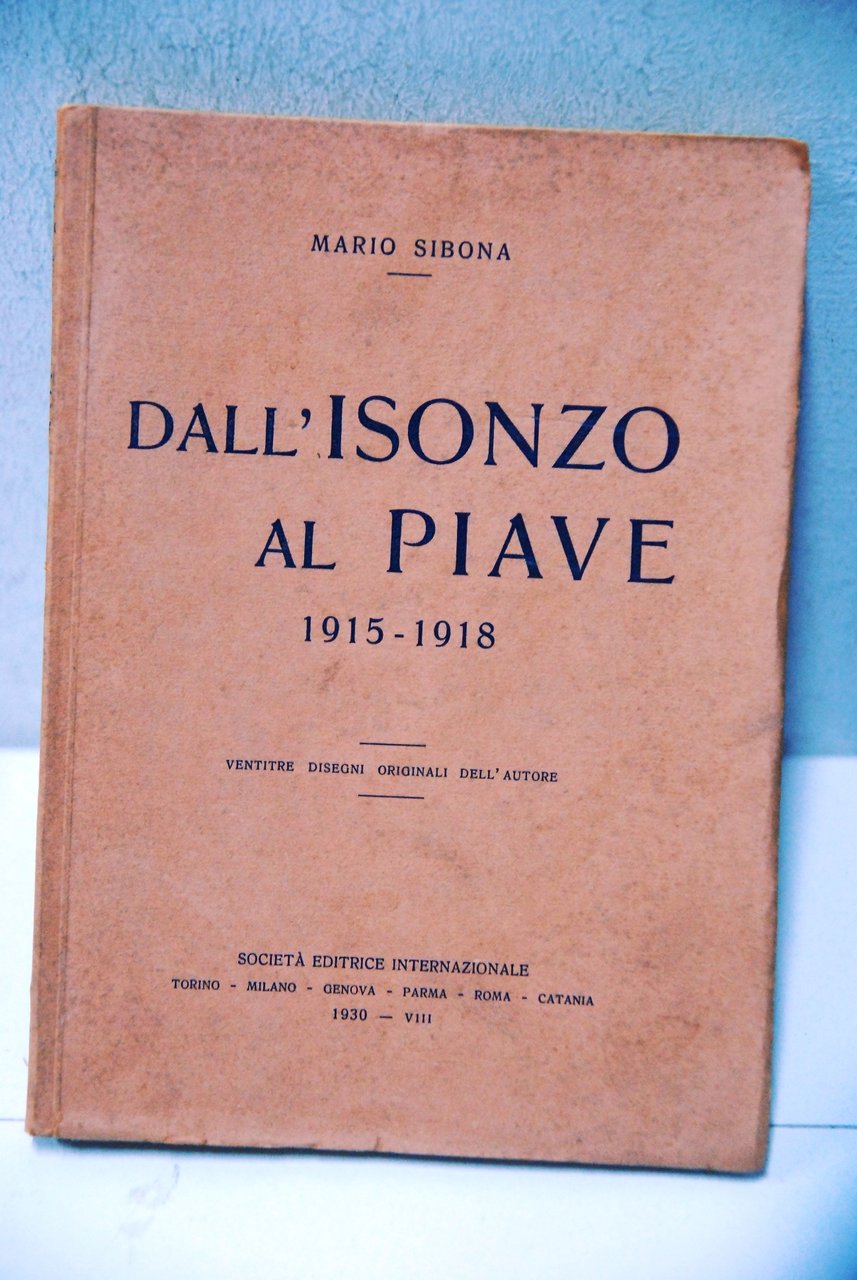 MARIO SIBONA
DALL'ISONZO
AL PIAVE
1915-1918
VENTITRE DISEGNI ORIGINALI DELL'AUTORE
SOCIETÀ EDITRICE INTERNAZIONALE
TORINO - MILANO - GENOVA - PARMA - ROMA - CATANIA
1930 — VIII